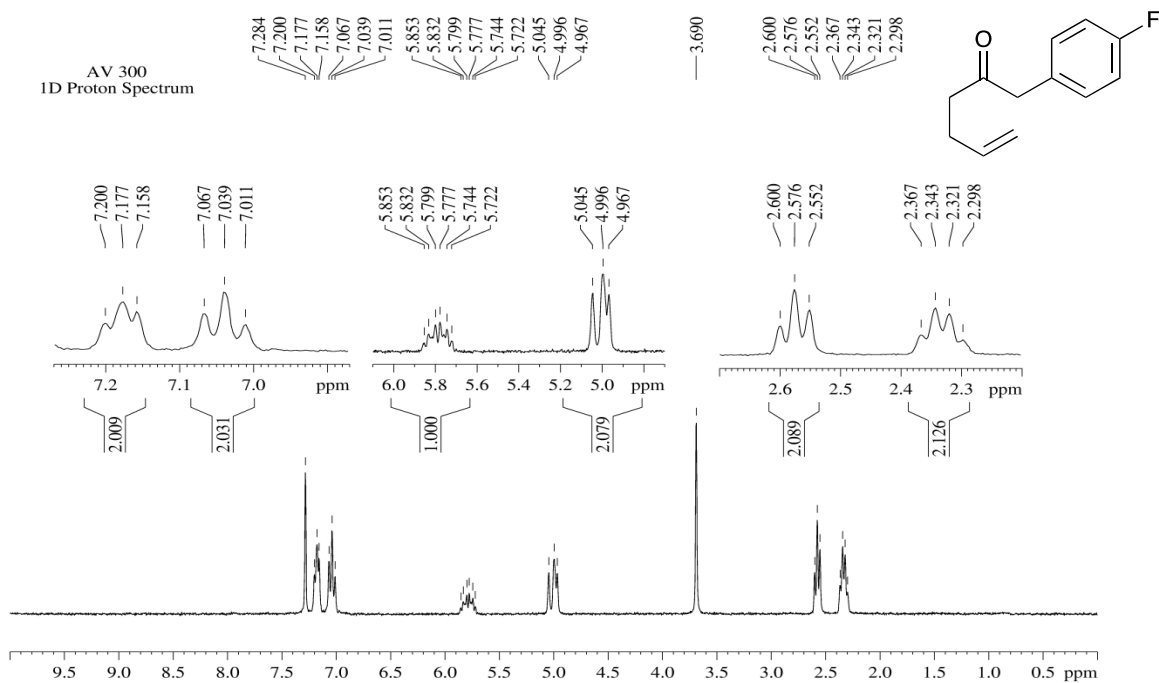 7.284 7.200 7.177 7.158 7.067 7.039 7.011 5.853 5.832 5.799 5.777 5.744 5.722 5.045 4.996 4.967 3.690 2.600 2.576 2.552 2.367 2.343 2.321 2.298
F
O
AV 300
1D Proton Spectrum
7.200 7.177 7.158 7.067 7.039 7.011 5.853 5.832 5.799 5.777 5.744 5.722 5.045 4.996 4.967 2.600 2.576 2.552 2.367 2.343 2.321 2.298
7.2 7.1 7.0 ppm 6.0 5.8 5.6 5.4 5.2 5.0 ppm 2.6 2.5 2.4 2.3 ppm
2.009 2.031 1.000 2.079 2.089 2.126
9.5 9.0 8.5 8.0 7.5 7.0 6.5 6.0 5.5 5.0 4.5 4.0 3.5 3.0 2.5 2.0 1.5 1.0 0.5 ppm